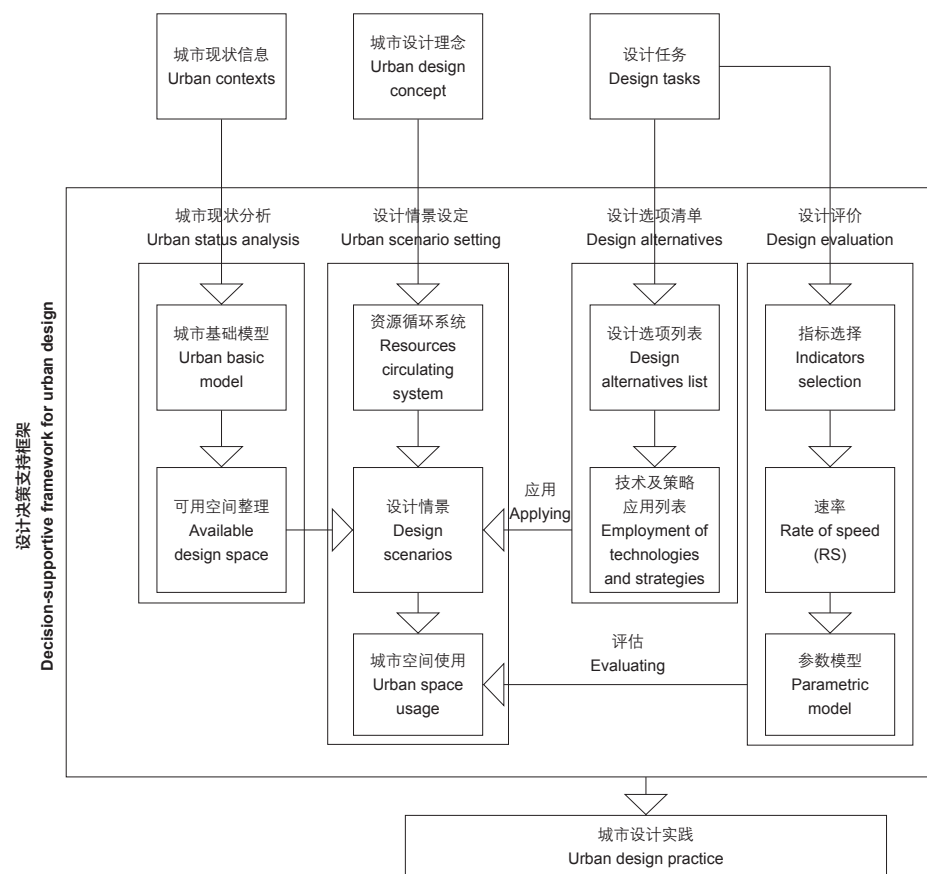 城市现状信息
Urban contexts
城市设计理念
Urban design
concept
设计任务
Design tasks
设计决策支持框架
Decision-supportive framework for urban design
城市现状分析
Urban status analysis
设计情景设定
Urban scenario setting
设计选项清单
Design alternatives
设计评价
Design evaluation
城市基础模型
Urban basic
model
资源循环系统
Resources
circulating
system
设计选项列表
Design
alternatives list
指标选择
Indicators
selection
可用空间整理
Available
design space
设计情景
Design
scenarios
应用
Applying
技术及策略
应用列表
Employment of
technologies
and strategies
速率
Rate of speed
(RS)
城市空间使用
Urban space
usage
评估
Evaluating
参数模型
Parametric
model
城市设计实践
Urban design practice